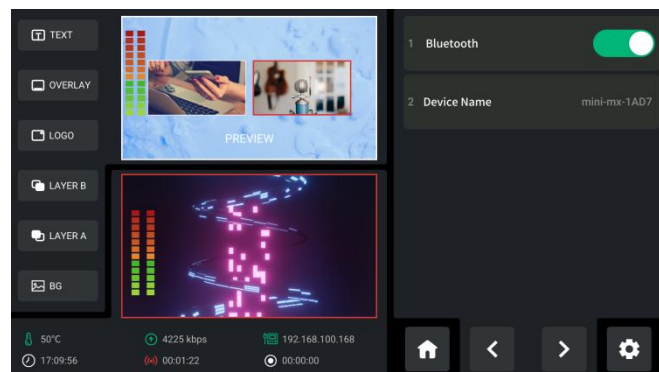 TEXT
OVERLAY
LOGO
LAYER B
LAYER A
BG
PREVIEW
50°C
4225 kbps
192.168.100.168
17:09:56
00:01:22
00:00:00
1 Bluetooth
2 Device Name mini-mx-1AD7